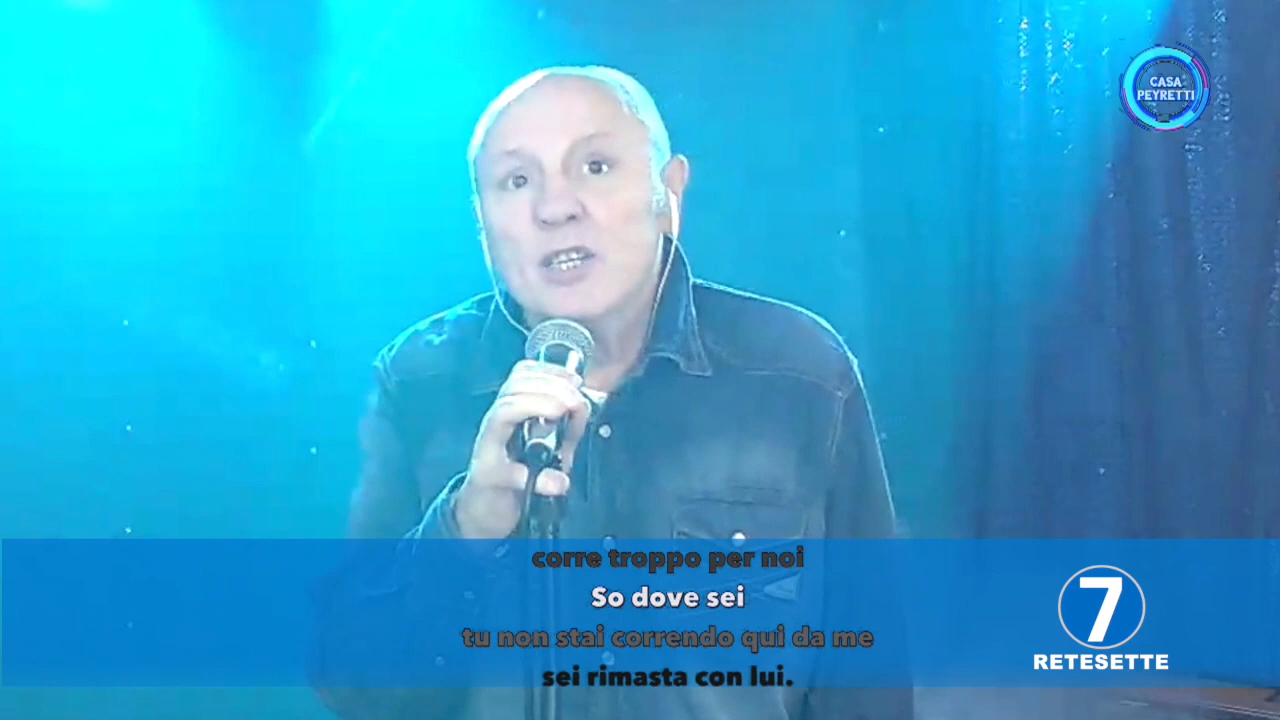 CASA
PEYRETTI
corre troppo per noi
So dove sei
tu non stai correndo qui da me
sei rimasta con lui.
7
RETESETTE